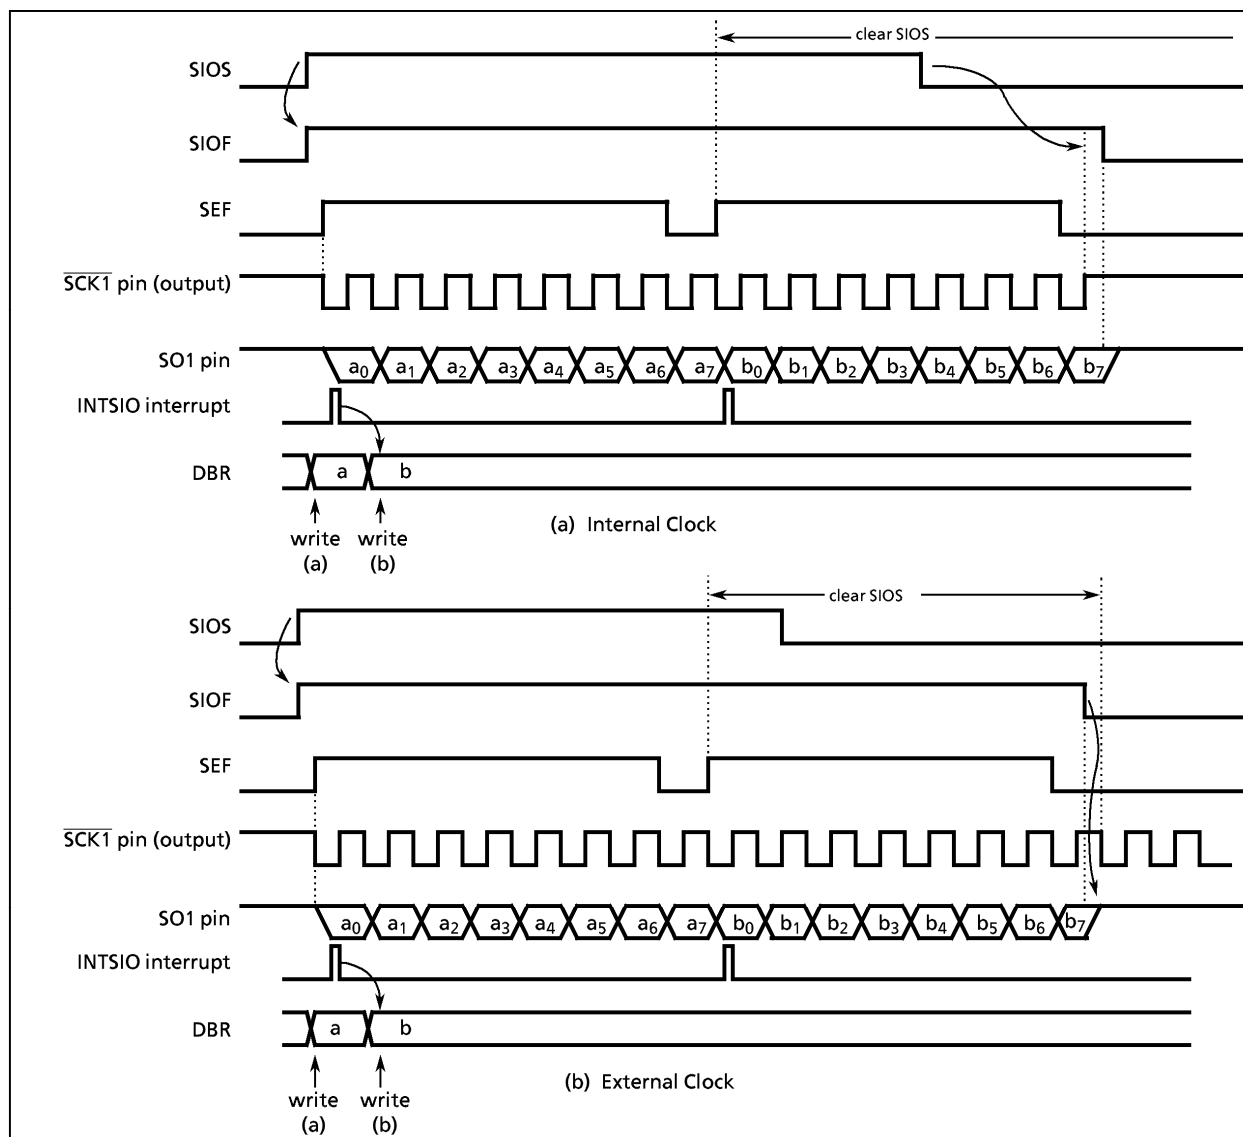 clear SIOS
SIOS
SIOF
SEF
SCK1 pin (output)
SO1 pin
a0 a1 a2 a3 a4 a5 a6 a7 b0 b1 b2 b3 b4 b5 b6 b7
INTSIO interrupt
DBR
a b
write write
(a) (b)
(a) Internal Clock
clear SIOS
SIOS
SIOF
SEF
SCK1 pin (output)
SO1 pin
a0 a1 a2 a3 a4 a5 a6 a7 b0 b1 b2 b3 b4 b5 b6 b7
INTSIO interrupt
DBR
a b
write write
(a) (b)
(b) External Clock